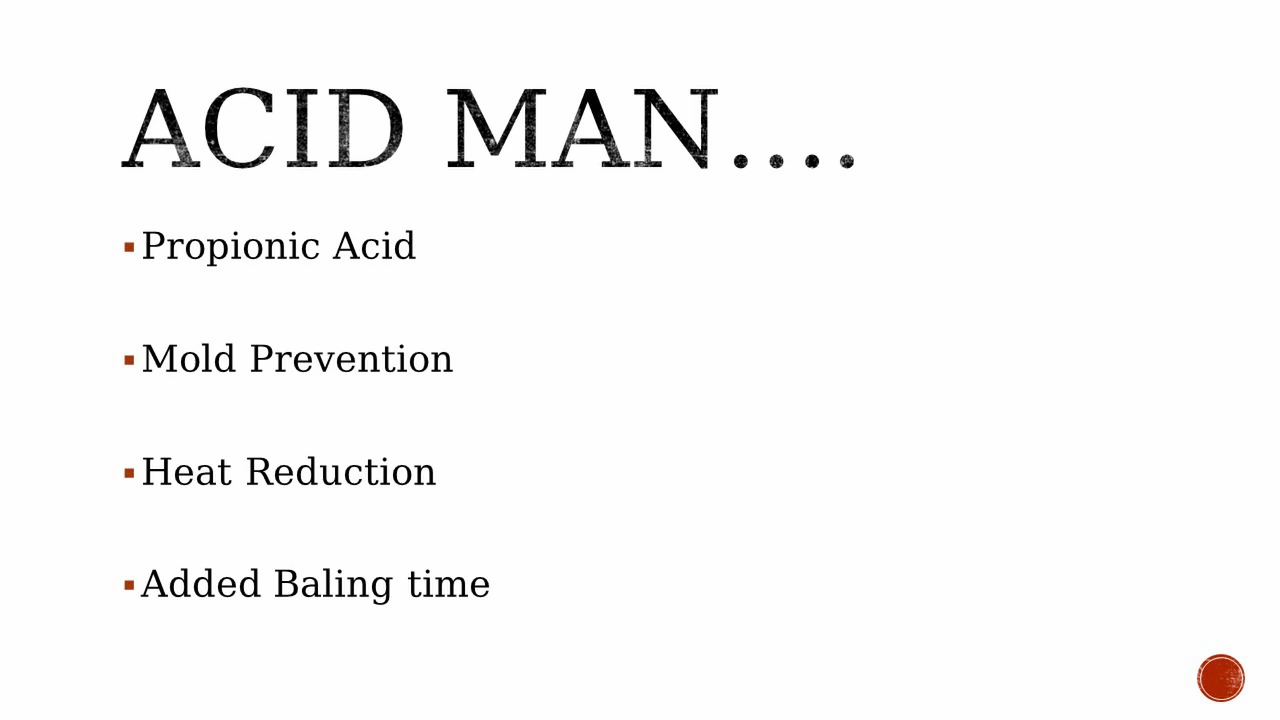 ACID MAN....
▪Propionic Acid
▪Mold Prevention
▪Heat Reduction
▪Added Baling time